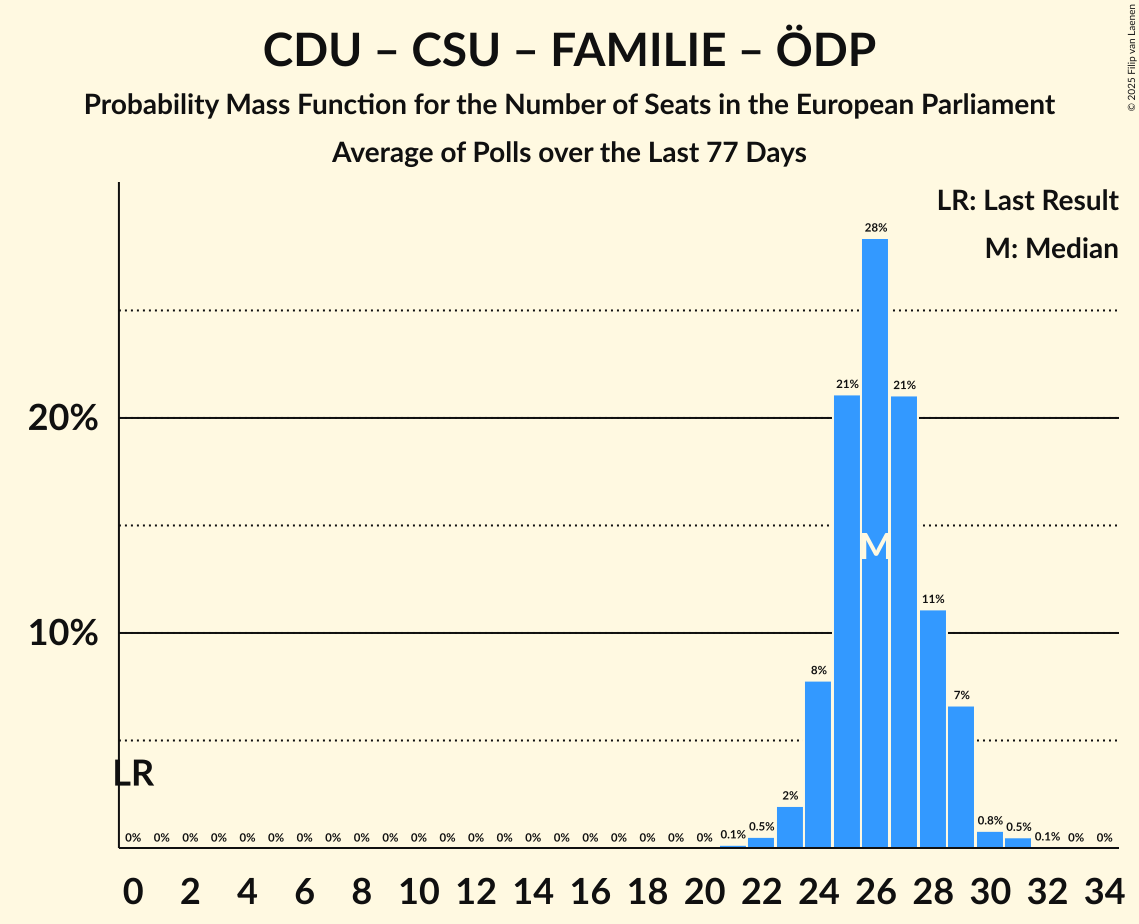 CDU – CSU – FAMILIE – ÖDP
Probability Mass Function for the Number of Seats in the European Parliament
Average of Polls over the Last 77 Days
© 2025 Filip van Laenen
LR: Last Result
M: Median
28%
21% 21%
20%
M
11%
10%
8%
7%
LR
2%
0% 0% 0% 0% 0% 0% 0% 0% 0% 0% 0% 0% 0% 0% 0% 0% 0% 0% 0% 0% 0% 0.1% 0.5% 0.8% 0.5% 0.1% 0% 0%
0 2 4 6 8 10 12 14 16 18 20 22 24 26 28 30 32 34